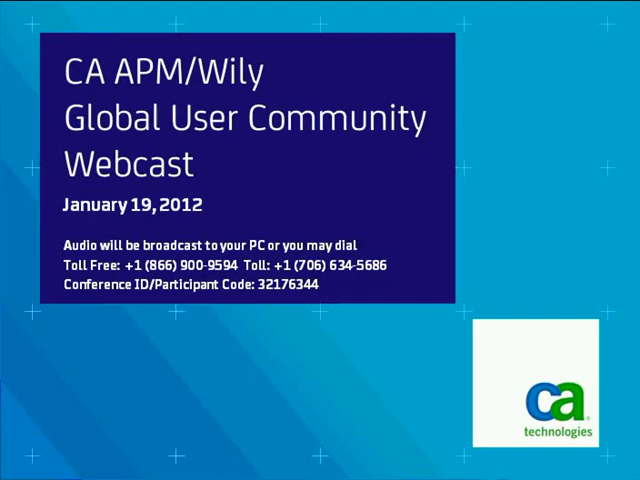 CA APM/Wily
Global User Community
Webcast
January 19, 2012
Audio will be broadcast to your PC or you may dial
Toll Free: +1 (866) 900-9594 Toll: +1 (706) 634-5686
Conference ID/Participant Code: 32176344
ca
technologies